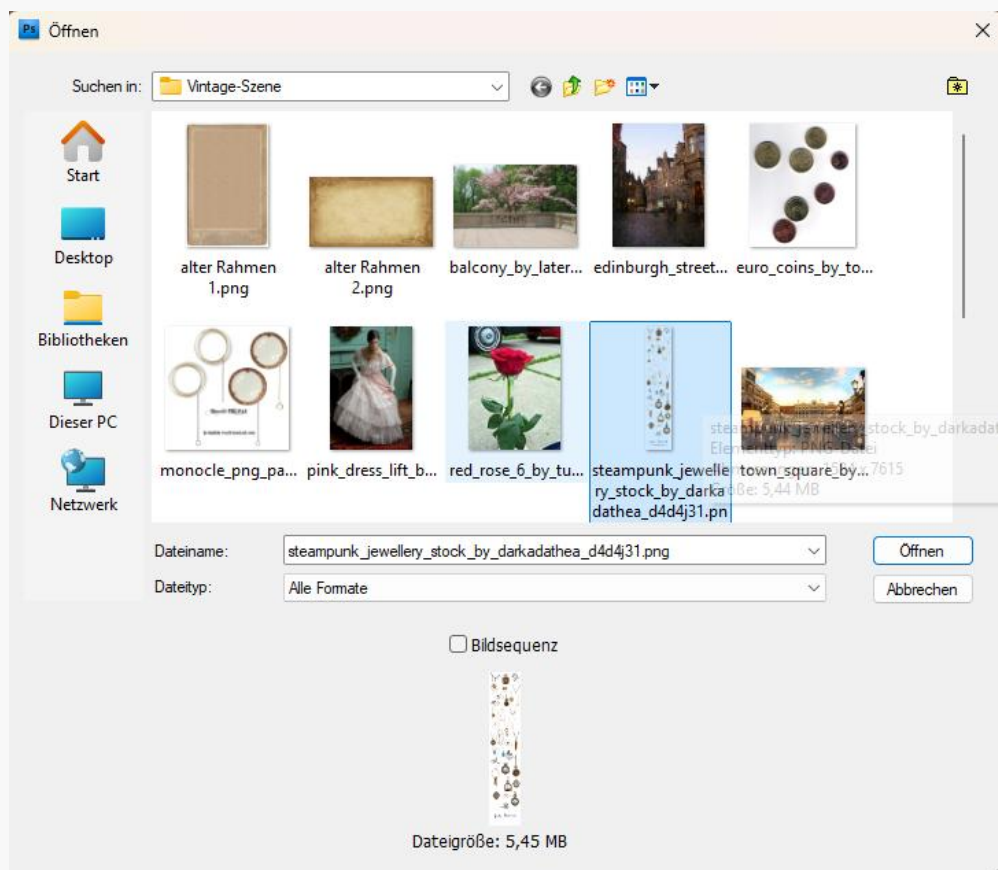 Ps Öffnen
Suchen in: Vintage-Szene
Start
Desktop
Bibliotheken
Dieser PC
Netzwerk
alter Rahmen
1.png
alter Rahmen
2.png
balcony_by_later...
edinburgh_street...
euro_coins_by_to...
monocle_png_pa...
pink_dress_lift_b...
red_rose_6_by_tu...
steampunk_jewelle
ry_stock_by_darka
dathea_d4d4j31.pn
town_square_by...
steampunk_jewellery_stock_by_darkadat
Elementtyp: PNG-Datei
x 7615
Größe: 5,44 MB
Dateiname: steampunk_jewellery_stock_by_darkadathea_d4d4j31.png
Öffnen
Dateityp: Alle Formate
Abbrechen
Bildsequenz
Dateigröße: 5,45 MB